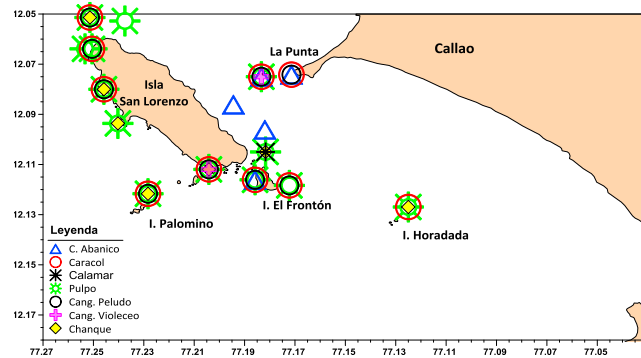 12.05
12.07
12.09
12.11
12.13
12.15
12.17
La Punta
Callao
Isla
San Lorenzo
I. Palomino
I. El Frontón
I. Horadada
Leyenda
C. Abanico
Caracol
Calamar
Pulpo
Cang. Peludo
Cang. Violeceo
Chanque
77.27 77.25 77.23 77.21 77.19 77.17 77.15 77.13 77.11 77.09 77.07 77.05